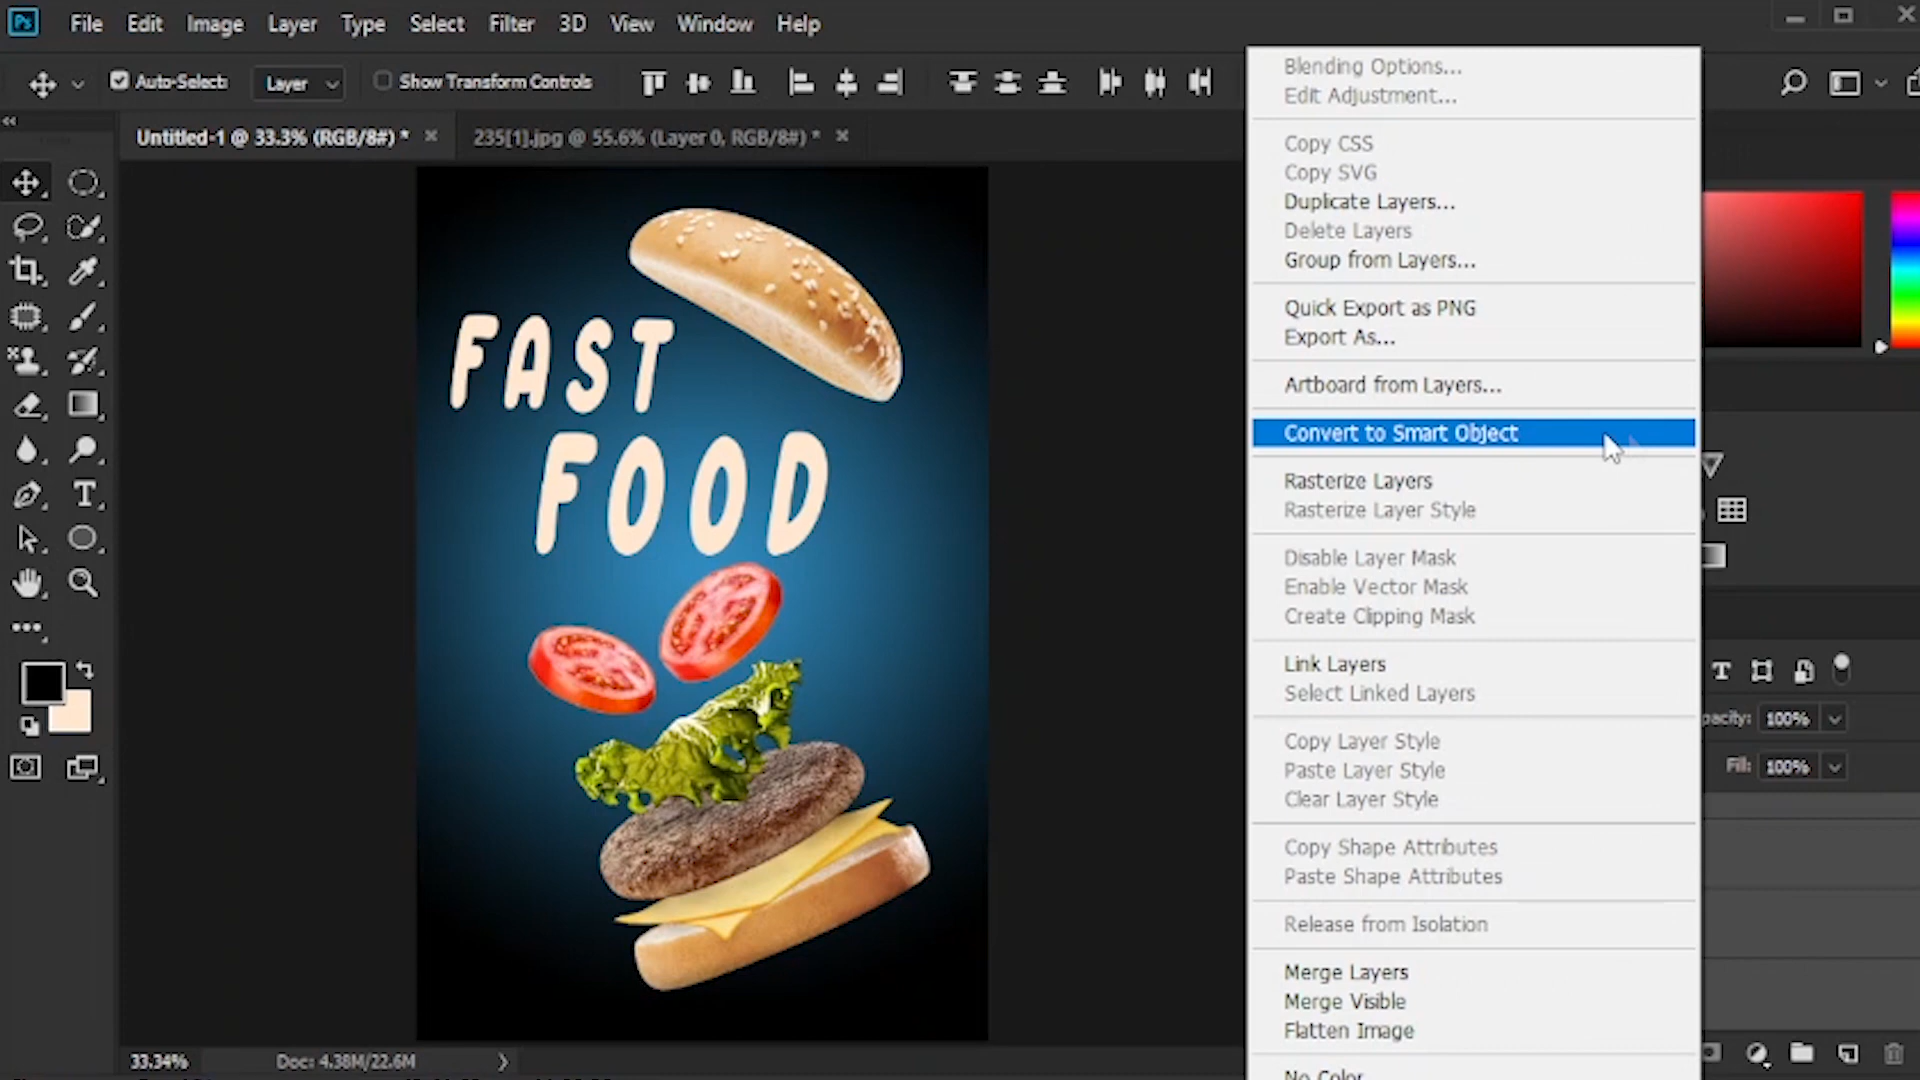 Ps File Edit Image Layer Type Select Filter 3D View Window Help
Auto-Select: Layer Show Transform Controls
Untitled-1 @ 33.3% (RGB/8#) * 235[1].jpg @ 55.6% (Layer 0, RGB/8#) *
FAST
FOOD
Blending Options...
Edit Adjustment...
Copy CSS
Copy SVG
Duplicate Layers...
Delete Layers
Group from Layers...
Quick Export as PNG
Export As...
Artboard from Layers...
Convert to Smart Object
Rasterize Layers
Rasterize Layer Style
Disable Layer Mask
Enable Vector Mask
Create Clipping Mask
Link Layers
Select Linked Layers
Copy Layer Style
Paste Layer Style
Clear Layer Style
Copy Shape Attributes
Paste Shape Attributes
Release from Isolation
Merge Layers
Merge Visible
Flatten Image
No Color
pacity: 100%
Fill: 100%
33.34% Doc: 4.38M/22.6M